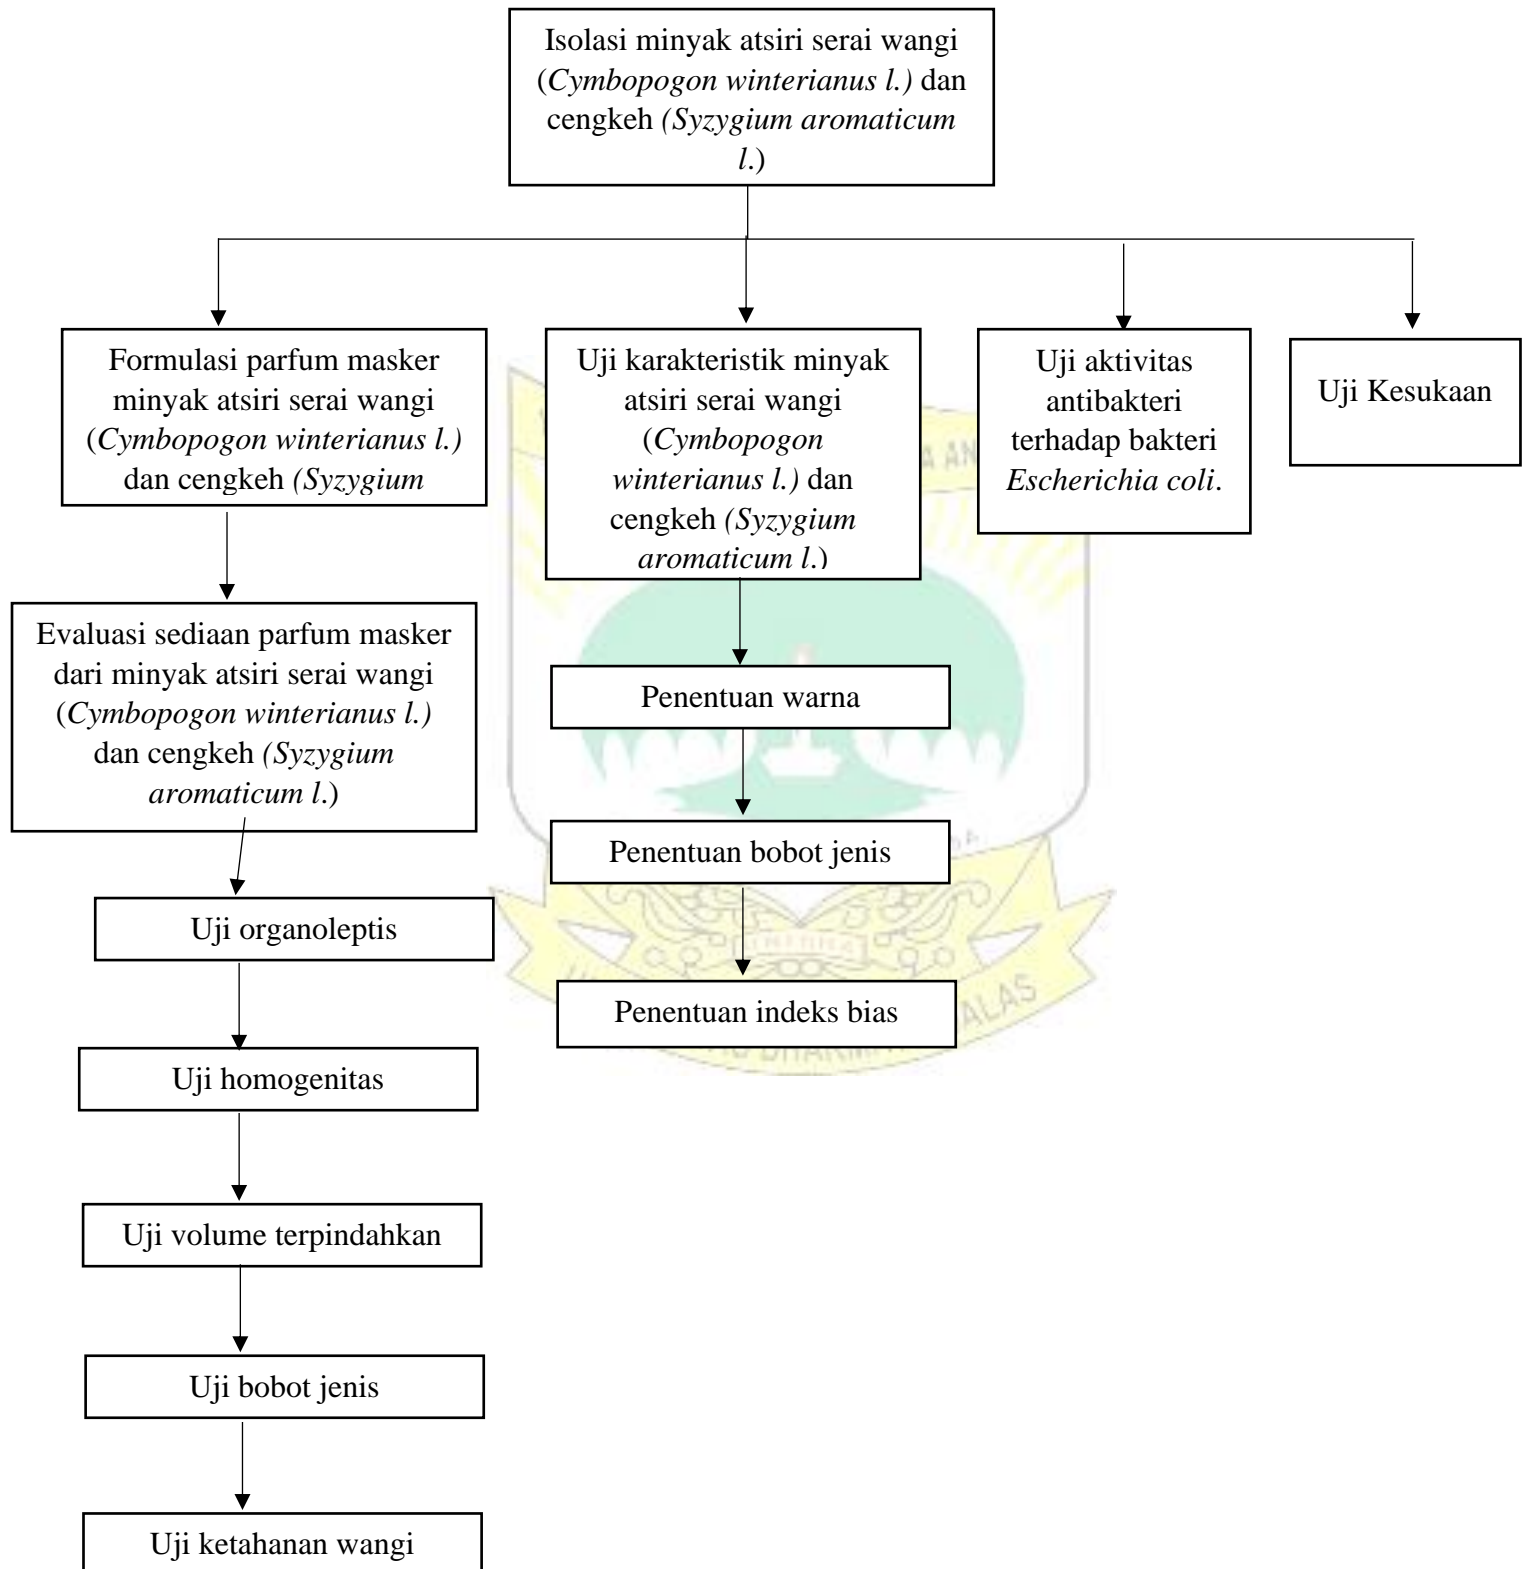 Isolasi minyak atsiri serai wangi
(Cymbopogon winterianus l.) dan
cengkeh (Syzygium aromaticum
l.)
Formulasi parfum masker
minyak atsiri serai wangi
(Cymbopogon winterianus l.)
dan cengkeh (Syzygium
Uji karakteristik minyak
atsiri serai wangi
(Cymbopogon
winterianus l.) dan
cengkeh (Syzygium
aromaticum l.)
Uji aktivitas
antibakteri
terhadap bakteri
Escherichia coli.
Uji Kesukaan
Evaluasi sediaan parfum masker
dari minyak atsiri serai wangi
(Cymbopogon winterianus l.)
dan cengkeh (Syzygium
aromaticum l.)
Penentuan warna
Penentuan bobot jenis
Penentuan indeks bias
Uji organoleptis
Uji homogenitas
Uji volume terpindahkan
Uji bobot jenis
Uji ketahanan wangi